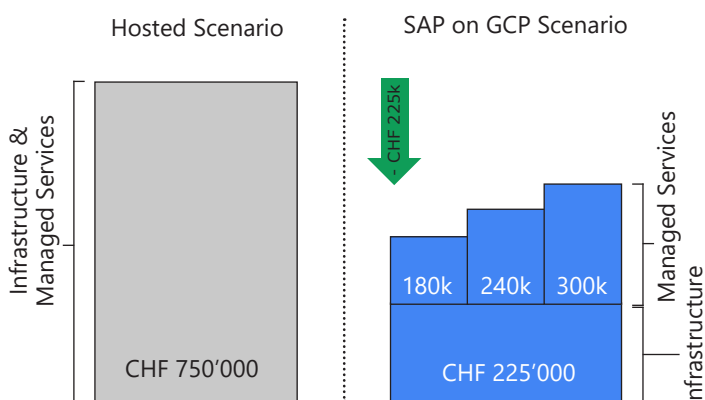 Hosted Scenario
SAP on GCP Scenario
Infrastructure &
Managed Services
- CHF 225k
180k
240k
300k
Managed Services
nfrastructure
CHF 750’000
CHF 225’000